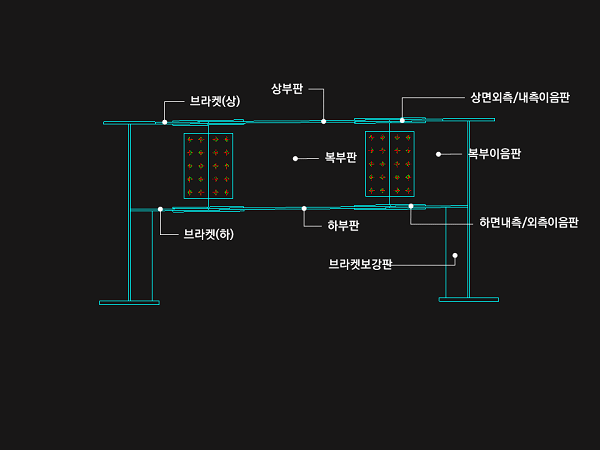 상부판
브라켓(상)
상면외측/내측이음판
복부판
복부이음판
하부판
하면내측/외측이음판
브라켓(하)
브라켓보강판